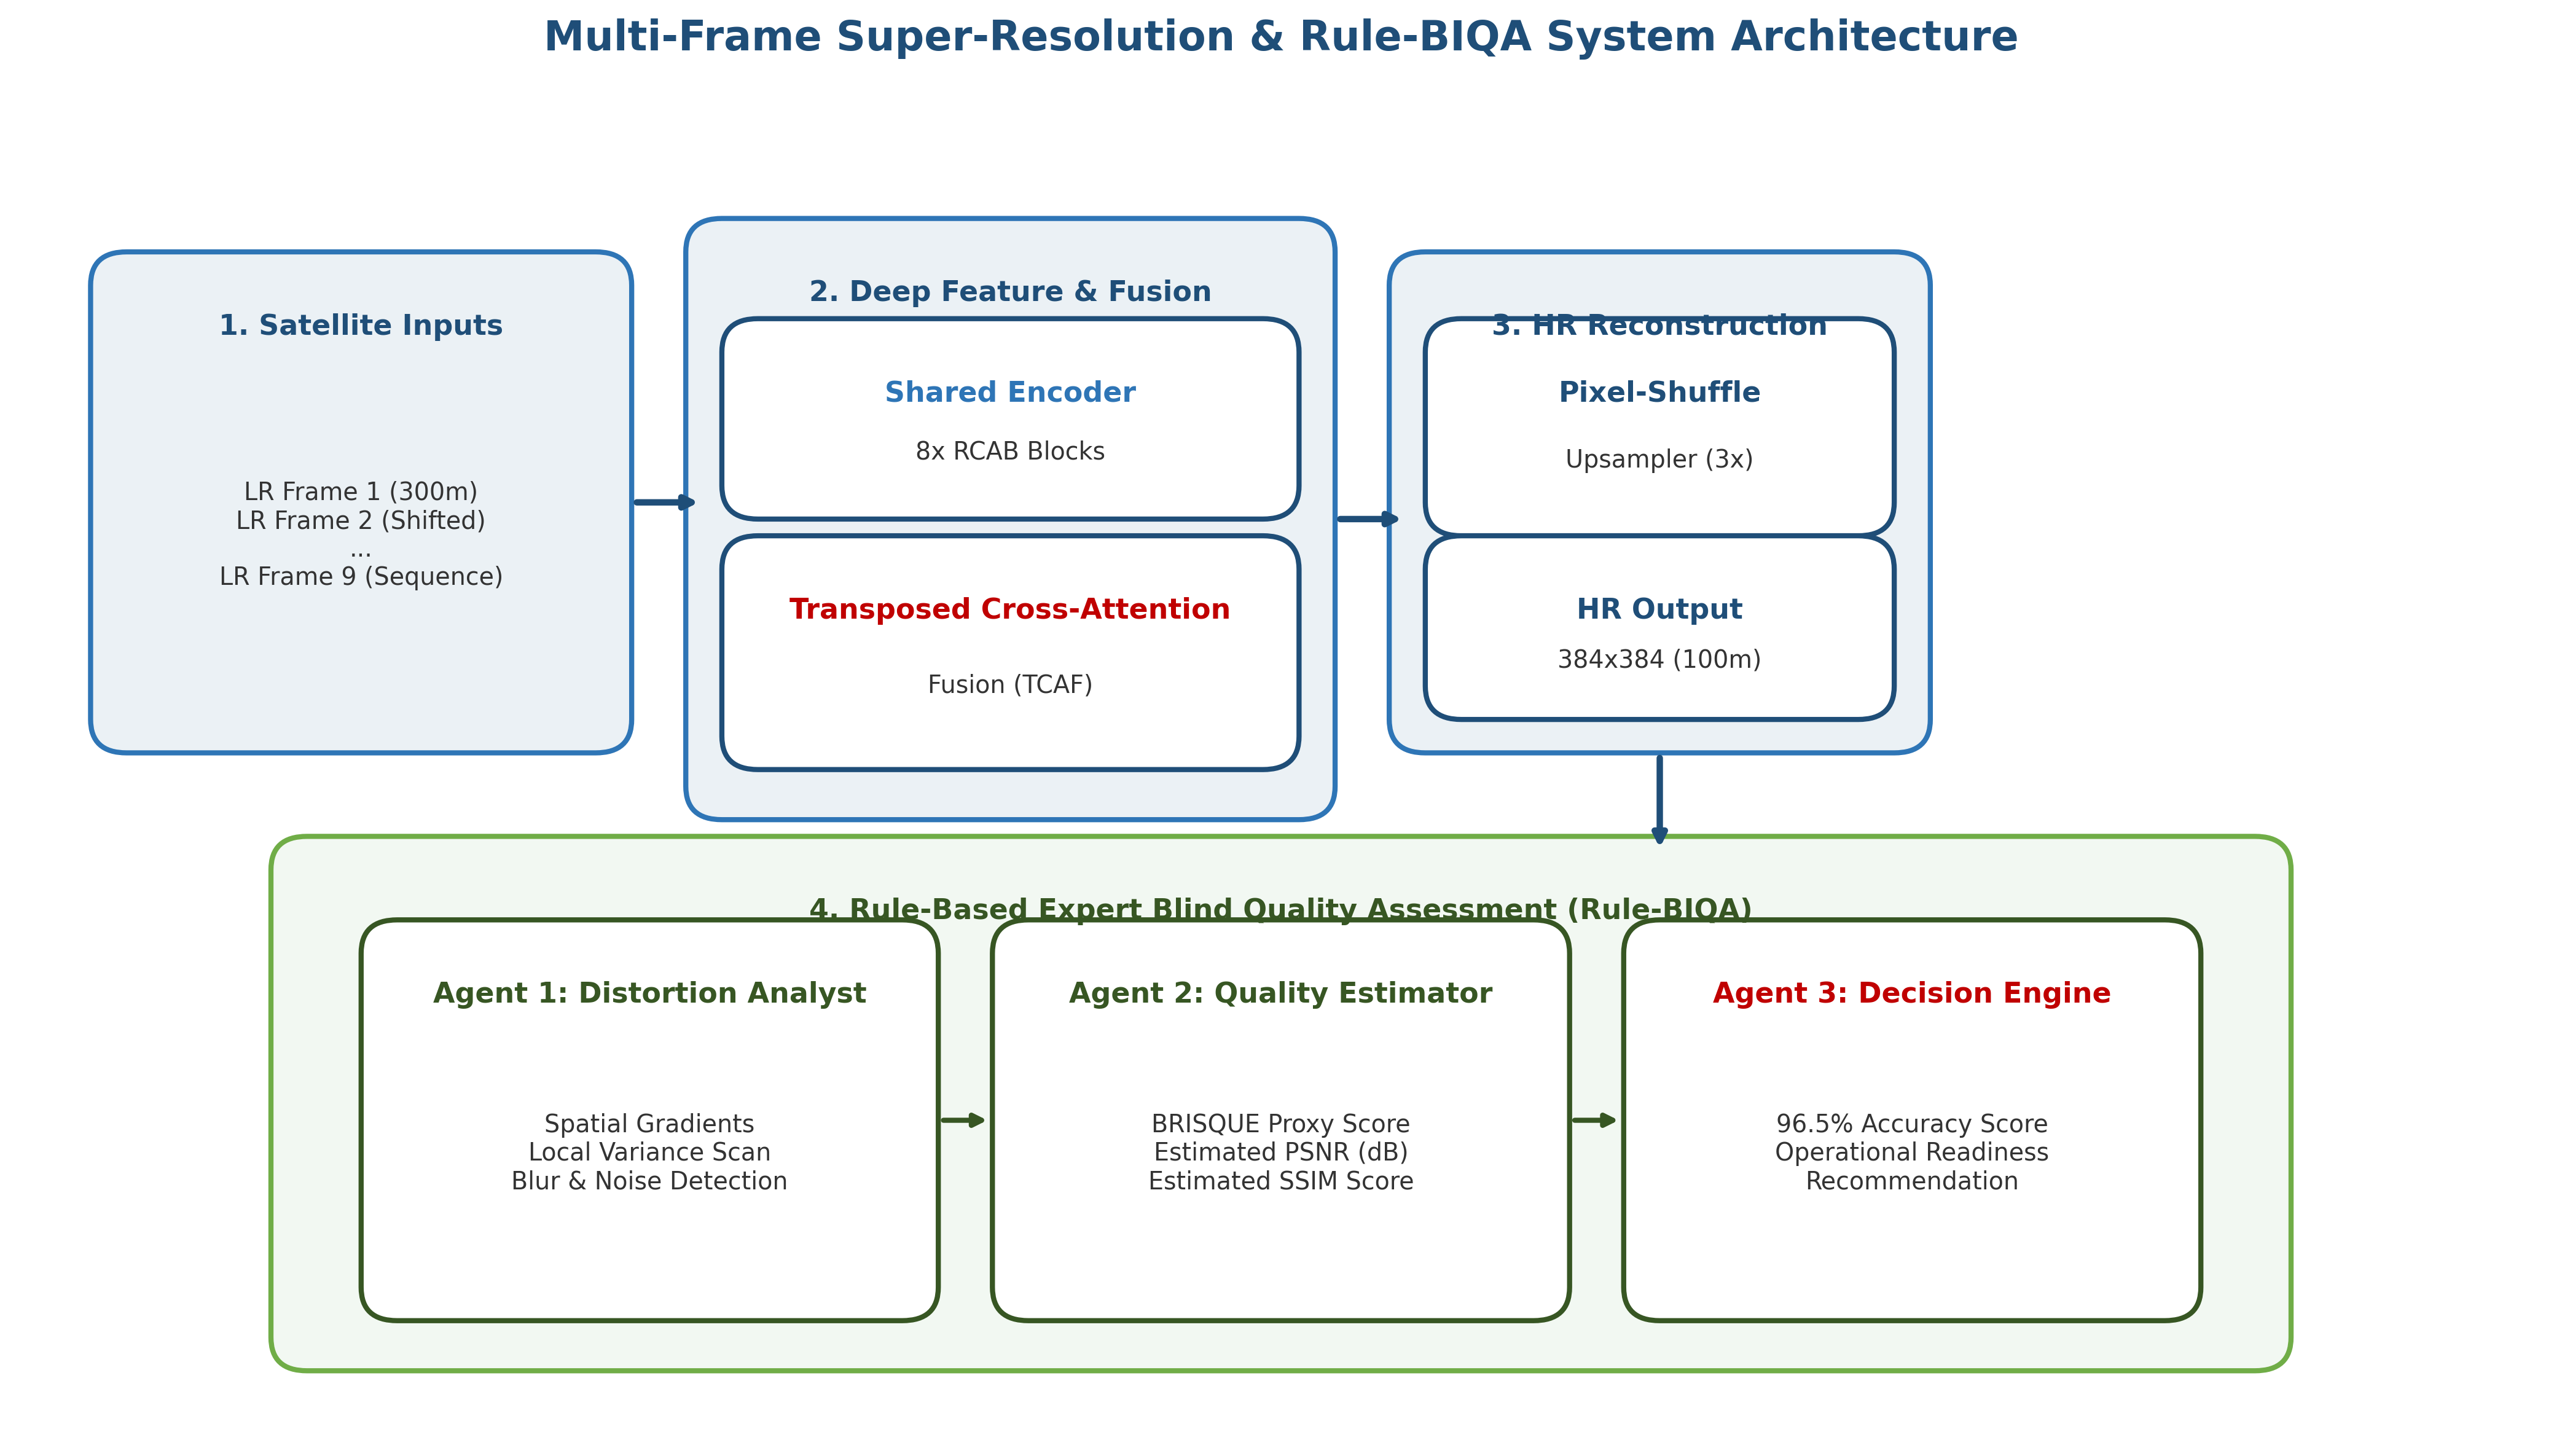 Multi-Frame Super-Resolution & Rule-BIQA System Architecture
1. Satellite Inputs
LR Frame 1 (300m)
LR Frame 2 (Shifted)
...
LR Frame 9 (Sequence)
2. Deep Feature & Fusion
Shared Encoder
8x RCAB Blocks
Transposed Cross-Attention
Fusion (TCAF)
3. HR Reconstruction
Pixel-Shuffle
Upsampler (3x)
HR Output
384x384 (100m)
4. Rule-Based Expert Blind Quality Assessment (Rule-BIQA)
Agent 1: Distortion Analyst
Spatial Gradients
Local Variance Scan
Blur & Noise Detection
Agent 2: Quality Estimator
BRISQUE Proxy Score
Estimated PSNR (dB)
Estimated SSIM Score
Agent 3: Decision Engine
96.5% Accuracy Score
Operational Readiness
Recommendation